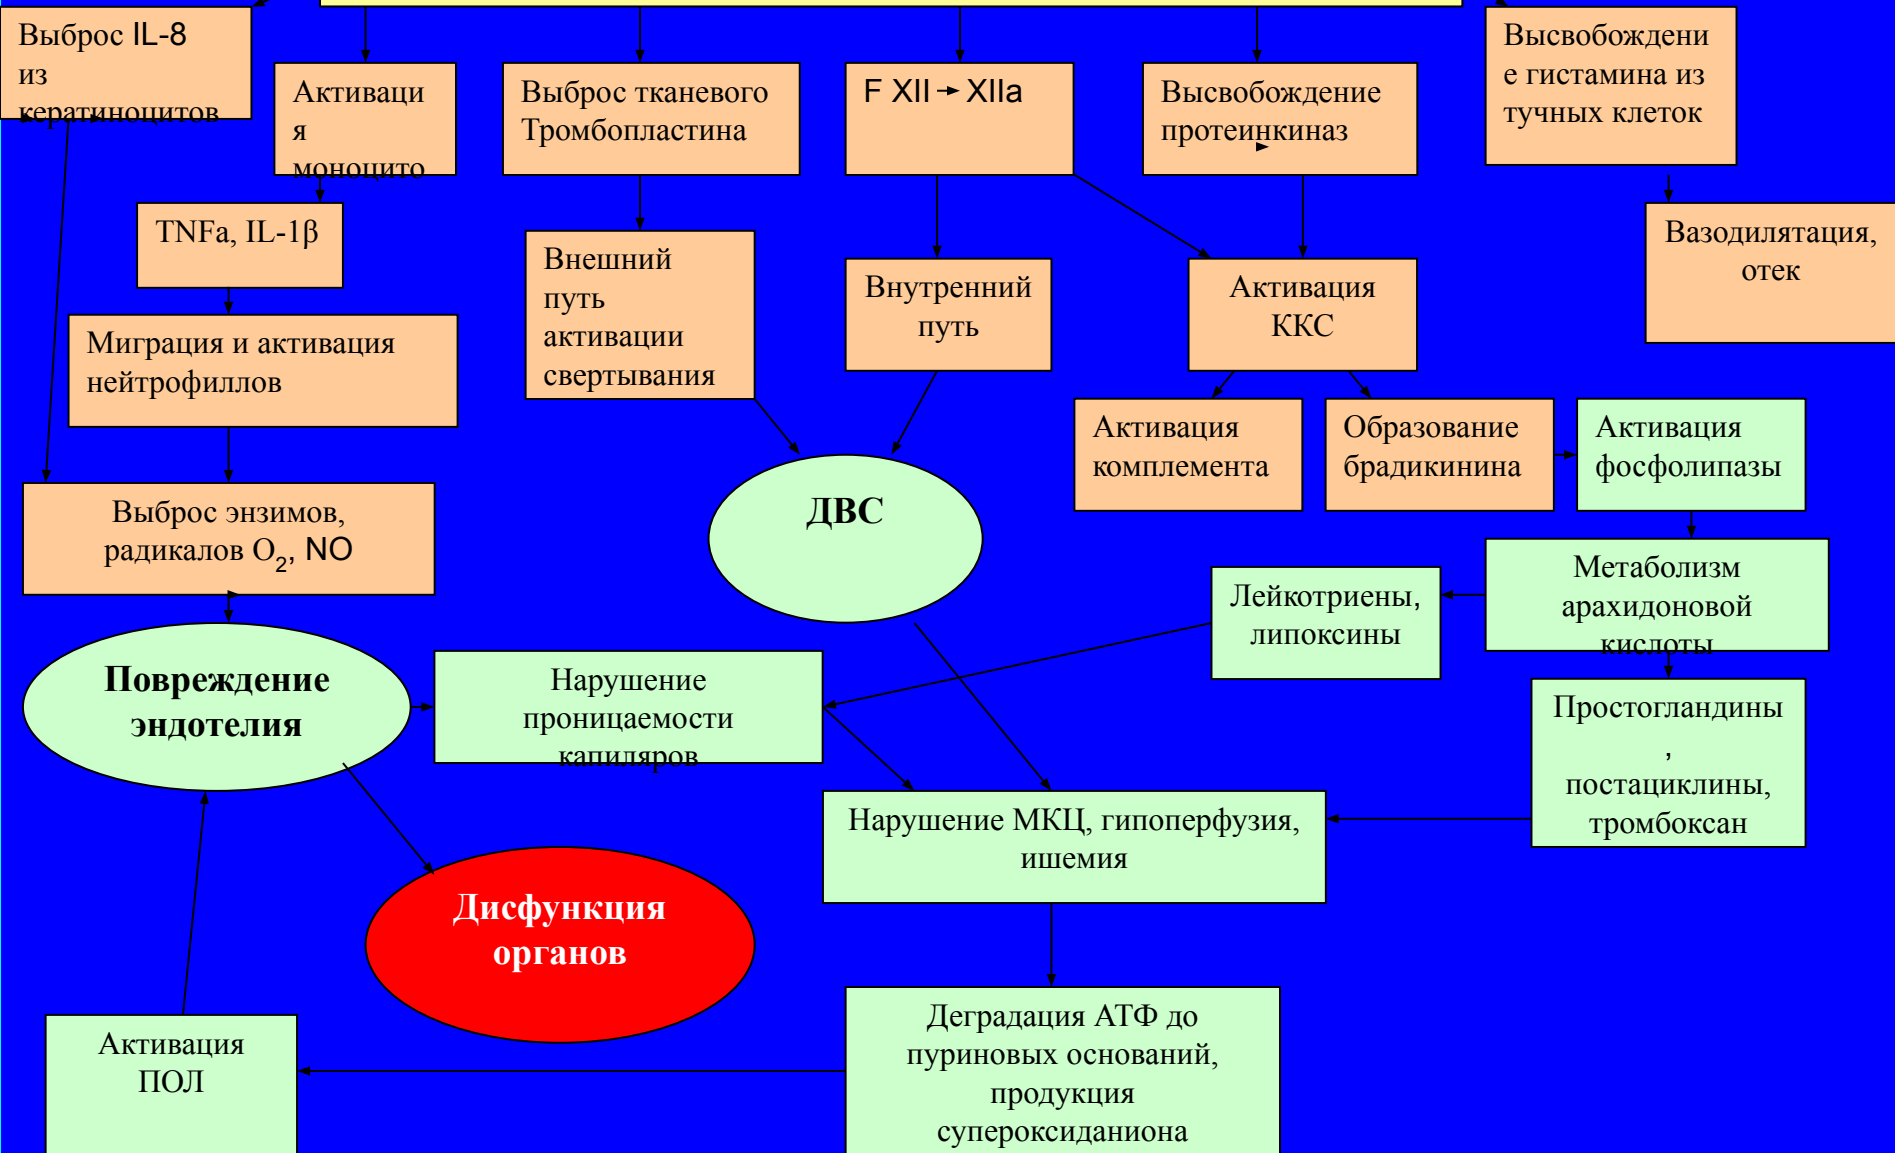 Выброс IL-8
из
кератиноцитов
Активаци
я
моноцито
Выброс тканевого
Тромбопластина
F XII → XIIa
Высвобождение
протеинкиназ
Высвобождени
е гистамина из
тучных клеток
TNFa, IL-1β
Внешний
путь
активации
свертывания
Внутренний
путь
Активация
ККС
Вазодилятация,
отек
Миграция и активация
нейтрофиллов
Активация
комплемента
Образование
брадикинина
Активация
фосфолипазы
Выброс энзимов,
радикалов O2, NO
ДВС
Лейкотриены,
липоксины
Метаболизм
арахидоновой
кислоты
Повреждение
эндотелия
Нарушение
проницаемости
капиляров
Простогландины
,
постациклины,
тромбоксан
Нарушение МКЦ, гипоперфузия,
ишемия
Дисфункция
органов
Активация
ПОЛ
Деградация АТФ до
пуриновых оснований,
продукция
супероксиданиона